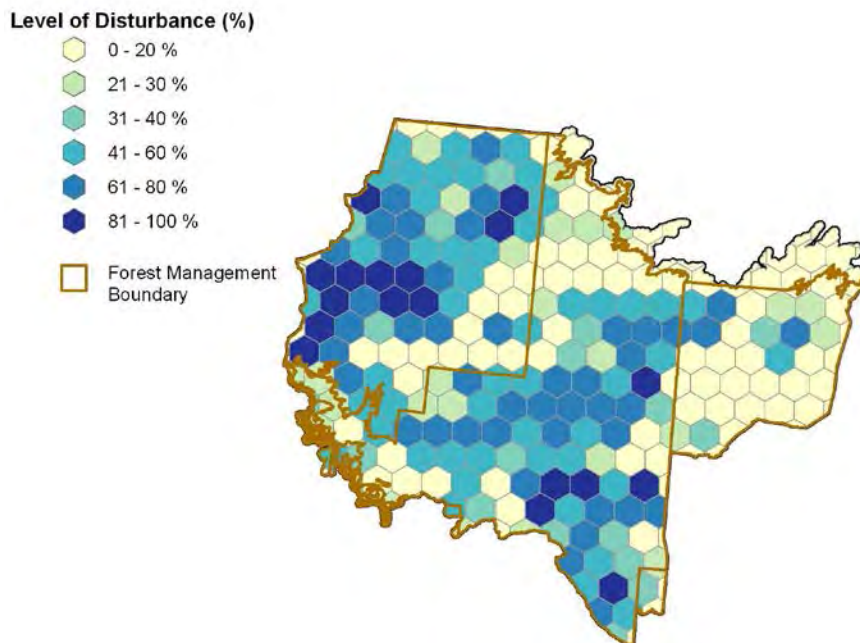 Level of Disturbance (%)
0 - 20 %
21 - 30 %
31 - 40 %
41 - 60 %
61 - 80 %
81 - 100 %
Forest Management
Boundary